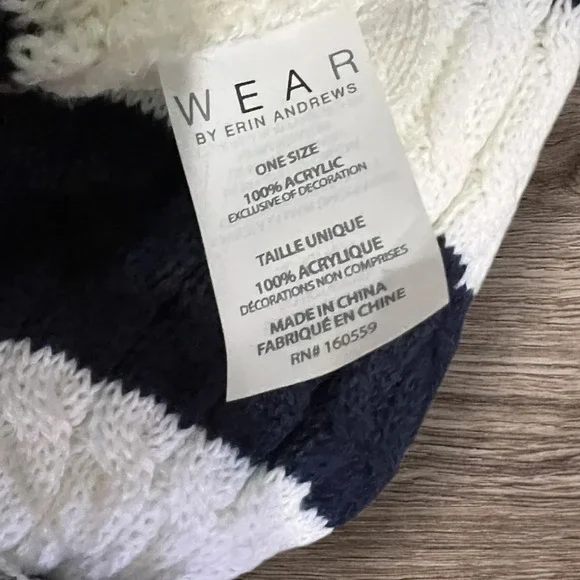 WEAR
BY ERIN ANDREWS
ONE SIZE
100% ACRYLIC
EXCLUSIVE OF DECORATION
TAILLE UNIQUE
100% ACRYLIQUE
DÉCORATIONS NON COMPRISES
MADE IN CHINA
FABRIQUÉ EN CHINE
RN# 160559